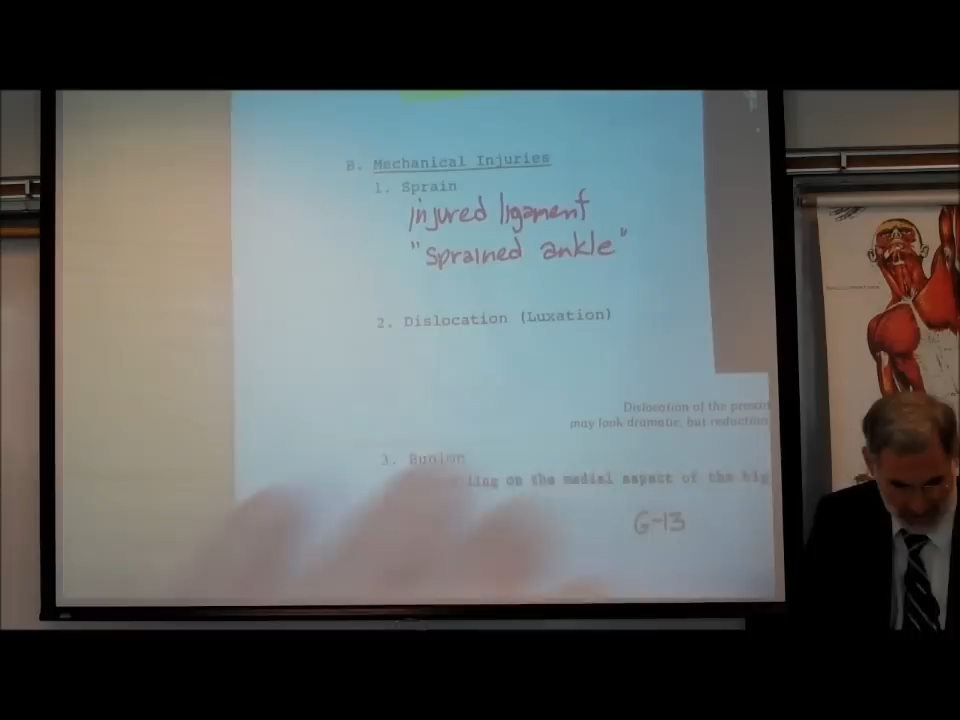 B. Mechanical Injuries
1. Sprain
injured ligament
"Sprained ankle"
2. Dislocation (Luxation)
Dislocation of the
may look dramatic, but reduction
3. Bunion
on the medial aspect of the
G-13